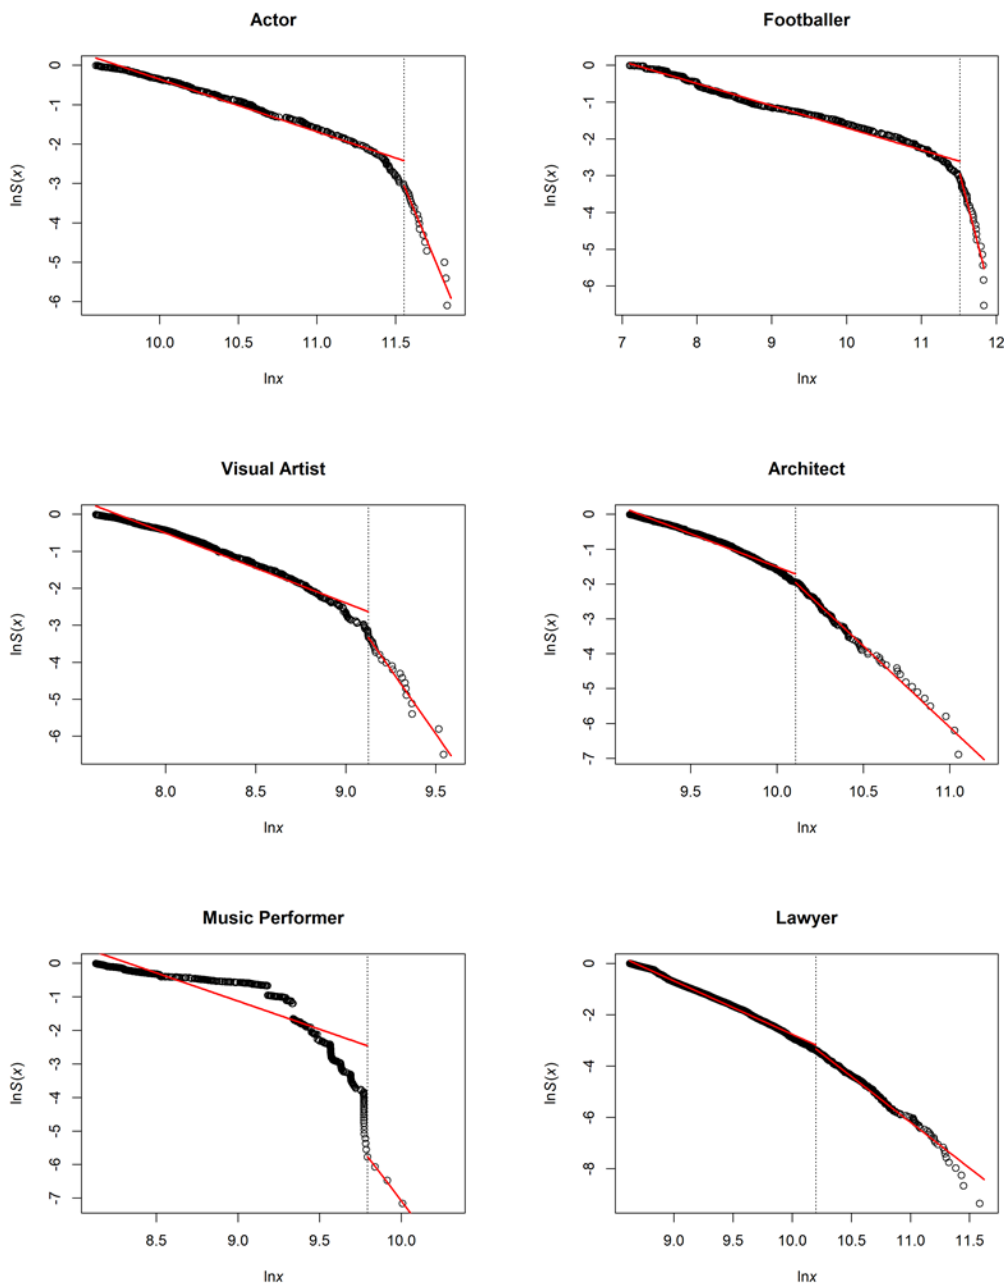 Actor
0
-1
-2
-3
-4
-5
-6
lnS(x)
10.0 10.5 11.0 11.5
lnx
Footballer
0
-1
-2
-3
-4
-5
-6
lnS(x)
7 8 9 10 11 12
lnx
Visual Artist
0
-1
-2
-3
-4
-5
-6
lnS(x)
8.0 8.5 9.0 9.5
lnx
Architect
0
-1
-2
-3
-4
-5
-6
-7
lnS(x)
9.5 10.0 10.5 11.0
lnx
Music Performer
0
-1
-2
-3
-4
-5
-6
-7
lnS(x)
8.5 9.0 9.5 10.0
lnx
Lawyer
0
-2
-4
-6
-8
lnS(x)
9.0 9.5 10.0 10.5 11.0 11.5
lnx